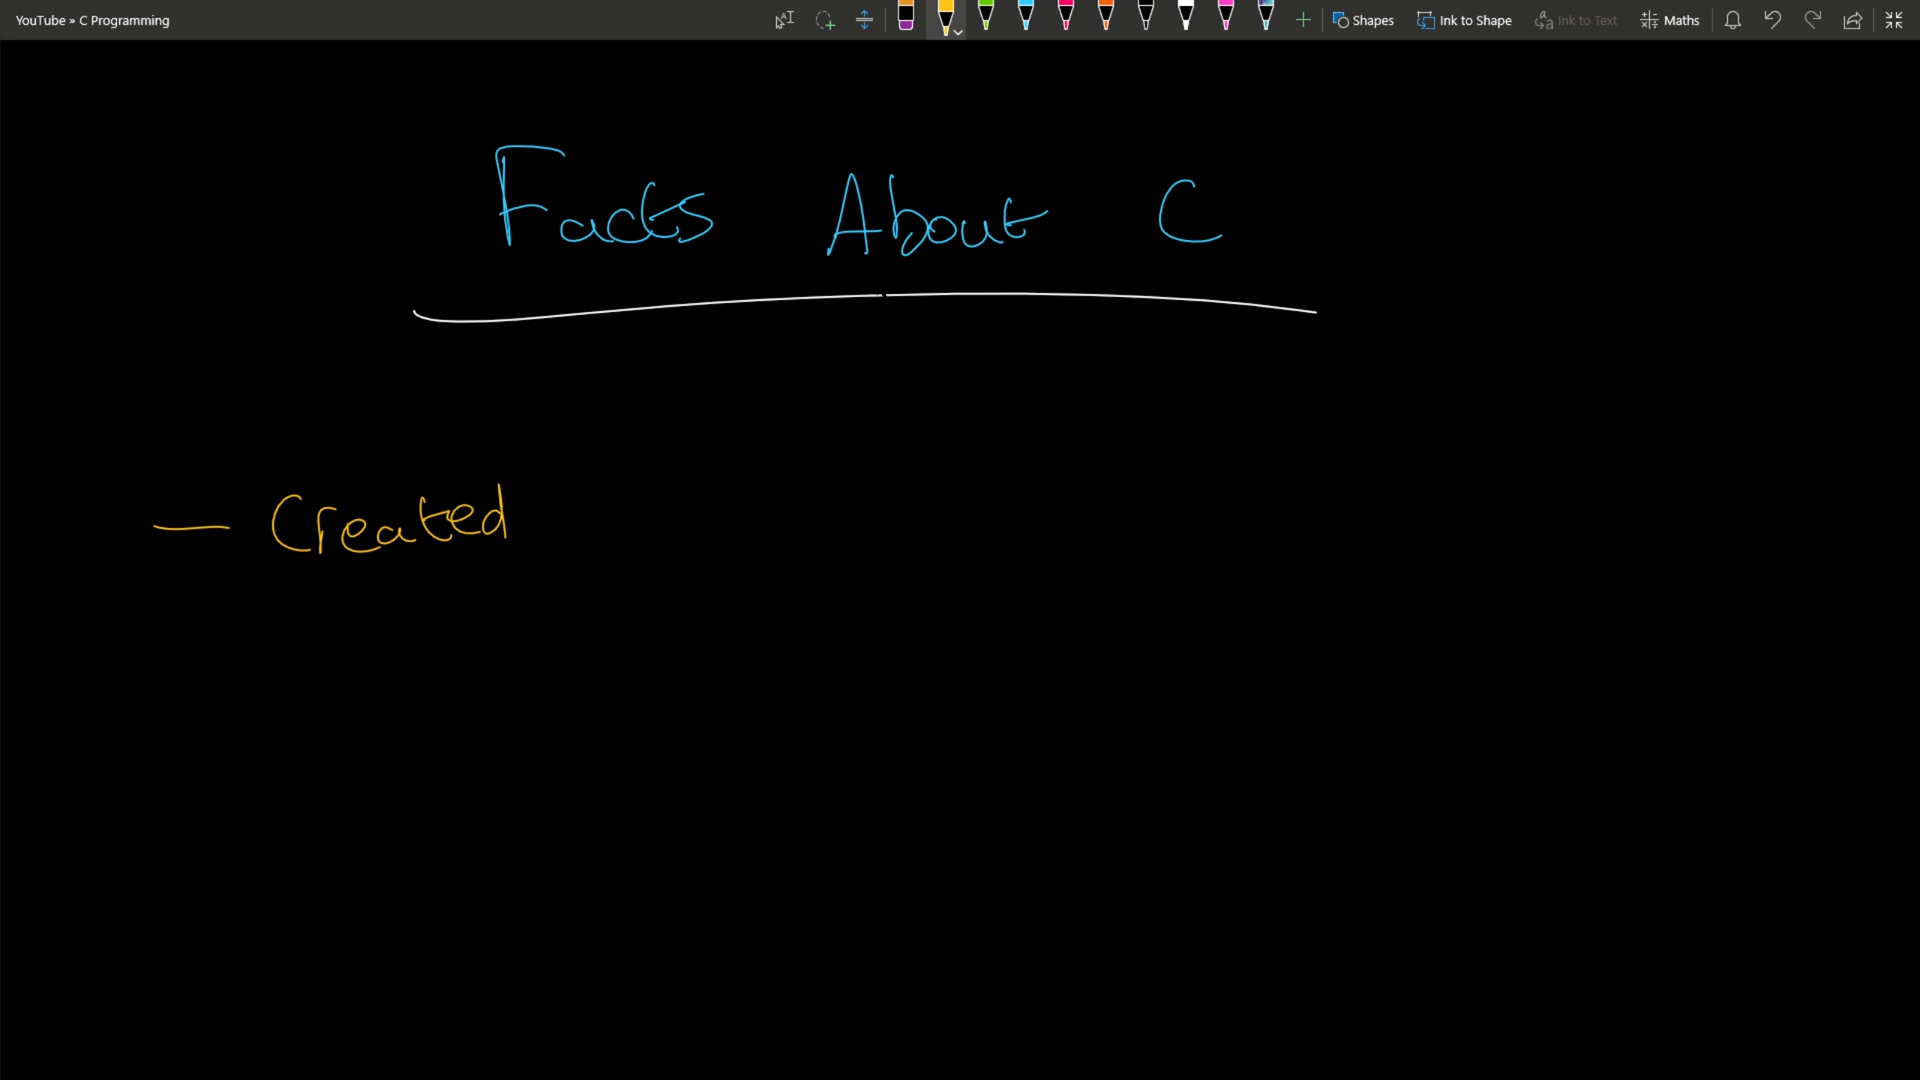 YouTube » C Programming Shapes Ink to Shape Ink to Text Maths
Facts About C
— Created